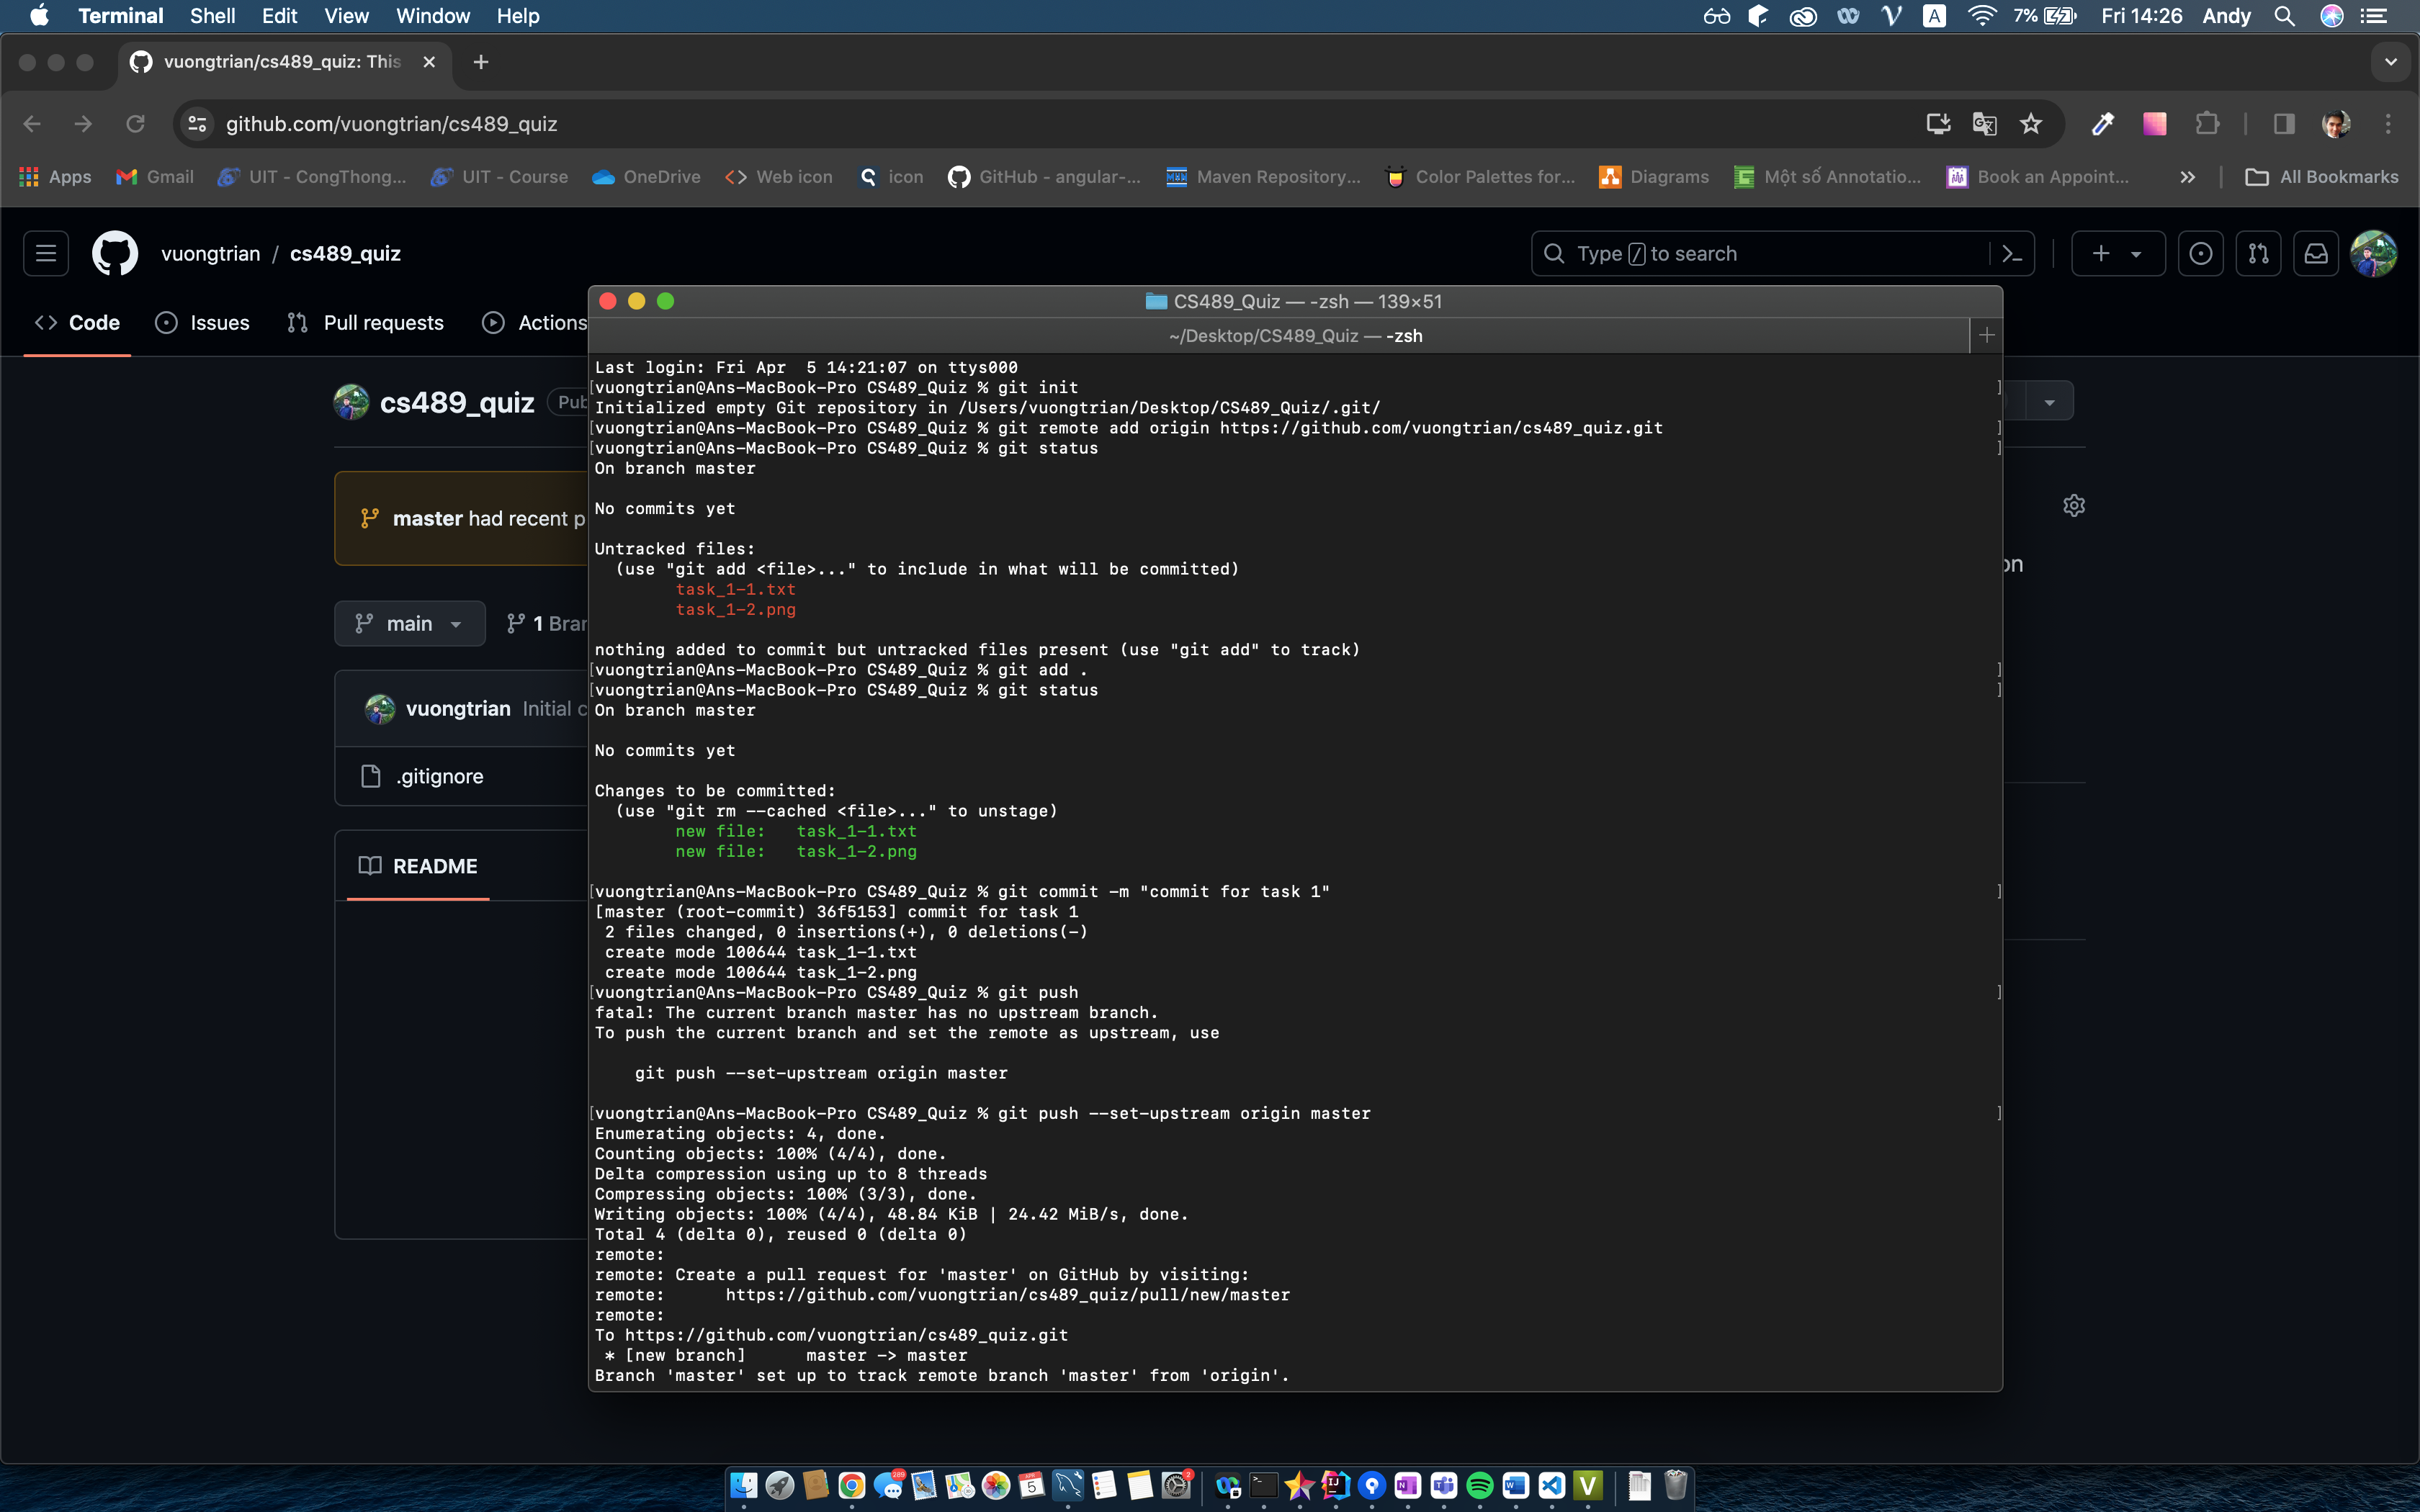 Terminal Shell Edit View Window Help 7% Fri 14:26 Andy
vuongtrian/cs489_quiz: This
github.com/vuongtrian/cs489_quiz
Apps Gmail UIT - CongThong... UIT - Course OneDrive Web icon icon GitHub - angular-... Maven Repository... Color Palettes for... Diagrams Một số Annotatio... Book an Appoint... » All Bookmarks
vuongtrian / cs489_quiz Type / to search
Code Issues Pull requests Actions
CS489_Quiz — -zsh — 139×51
~/Desktop/CS489_Quiz — -zsh
cs489_quiz Pub
master had recent p
on
main 1 Bran
vuongtrian Initial c
.gitignore
README
Last login: Fri Apr  5 14:21:07 on ttys000
[vuongtrian@Ans-MacBook-Pro CS489_Quiz % git init ]
Initialized empty Git repository in /Users/vuongtrian/Desktop/CS489_Quiz/.git/
[vuongtrian@Ans-MacBook-Pro CS489_Quiz % git remote add origin https://github.com/vuongtrian/cs489_quiz.git ]
[vuongtrian@Ans-MacBook-Pro CS489_Quiz % git status ]
On branch master
No commits yet
Untracked files:
(use "git add <file>..." to include in what will be committed)
task_1-1.txt
task_1-2.png
nothing added to commit but untracked files present (use "git add" to track)
[vuongtrian@Ans-MacBook-Pro CS489_Quiz % git add . ]
[vuongtrian@Ans-MacBook-Pro CS489_Quiz % git status ]
On branch master
No commits yet
Changes to be committed:
(use "git rm --cached <file>..." to unstage)
new file:   task_1-1.txt
new file:   task_1-2.png
[vuongtrian@Ans-MacBook-Pro CS489_Quiz % git commit -m "commit for task 1" ]
[master (root-commit) 36f5153] commit for task 1
2 files changed, 0 insertions(+), 0 deletions(-)
create mode 100644 task_1-1.txt
create mode 100644 task_1-2.png
[vuongtrian@Ans-MacBook-Pro CS489_Quiz % git push ]
fatal: The current branch master has no upstream branch.
To push the current branch and set the remote as upstream, use
git push --set-upstream origin master
[vuongtrian@Ans-MacBook-Pro CS489_Quiz % git push --set-upstream origin master ]
Enumerating objects: 4, done.
Counting objects: 100% (4/4), done.
Delta compression using up to 8 threads
Compressing objects: 100% (3/3), done.
Writing objects: 100% (4/4), 48.84 KiB | 24.42 MiB/s, done.
Total 4 (delta 0), reused 0 (delta 0)
remote:
remote: Create a pull request for 'master' on GitHub by visiting:
remote:      https://github.com/vuongtrian/cs489_quiz/pull/new/master
remote:
To https://github.com/vuongtrian/cs489_quiz.git
* [new branch]      master -> master
Branch 'master' set up to track remote branch 'master' from 'origin'.